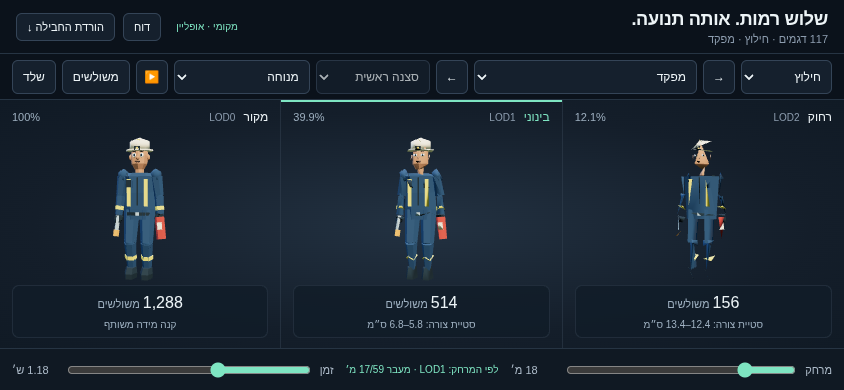 שלוש רמות. אותה תנועה.
117 דגמים · חילוץ · מפקד
מקומי · אופליין
דוח
הורדת החבילה ↓
חילוץ
→
מפקד
←
סצנה ראשית
מנוחה
משולשים
שלד
רחוק LOD2 12.1%
בינוני LOD1 39.9%
מקור LOD0 100%
156 משולשים
סטיית צורה: 12.4–13.4 ס״מ
514 משולשים
סטיית צורה: 5.8–6.8 ס״מ
1,288 משולשים
קנה מידה משותף
מרחק
18 מ׳
לפי המרחק: LOD1 · מעבר 17/59 מ׳
זמן
1.18 ש׳